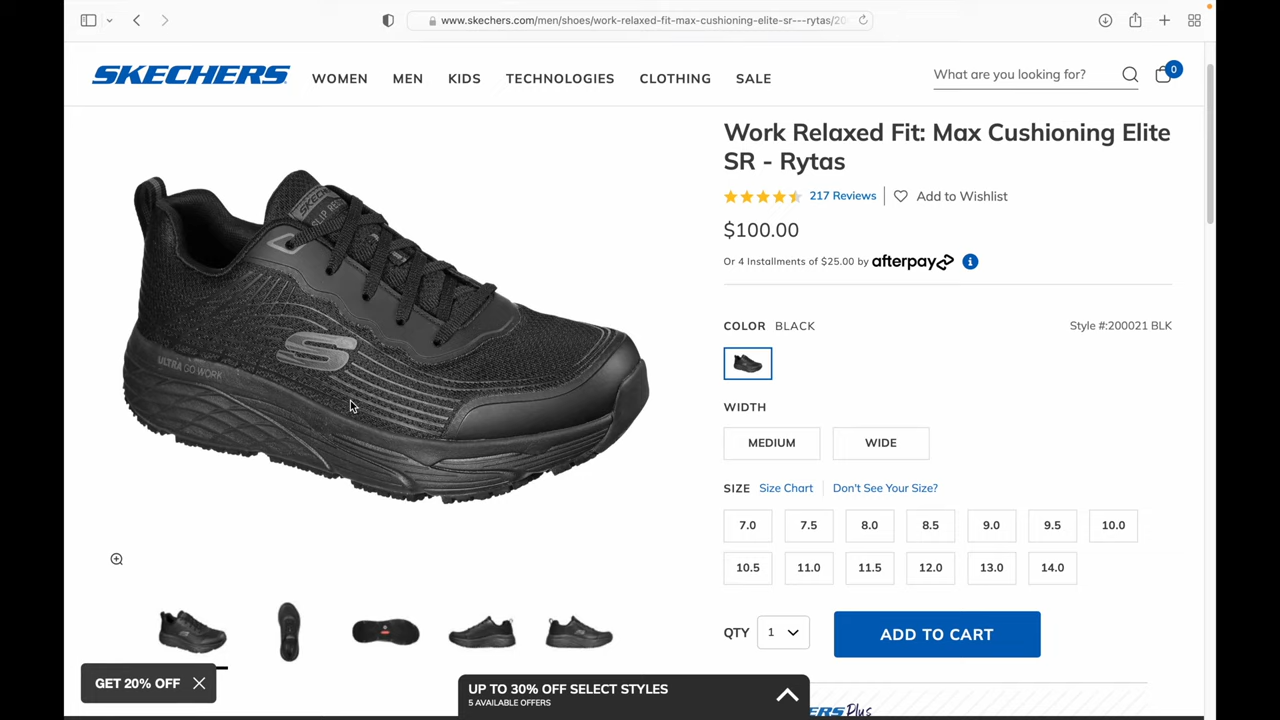 www.skechers.com/men/shoes/work-relaxed-fit-max-cushioning-elite-sr---rytas/20
SKECHERS
WOMEN
MEN
KIDS
TECHNOLOGIES
CLOTHING
SALE
What are you looking for?
0
Work Relaxed Fit: Max Cushioning Elite
SR - Rytas
217 Reviews
Add to Wishlist
$100.00
Or 4 Installments of $25.00 by afterpay
COLOR BLACK
Style #:200021 BLK
WIDTH
MEDIUM
WIDE
SIZE Size Chart Don't See Your Size?
7.0 7.5 8.0 8.5 9.0 9.5 10.0
10.5 11.0 11.5 12.0 13.0 14.0
QTY 1
ADD TO CART
SKECHERS
SLIP RES
S
ULTRA GO WORK
GET 20% OFF
UP TO 30% OFF SELECT STYLES
5 AVAILABLE OFFERS
ERS Plus